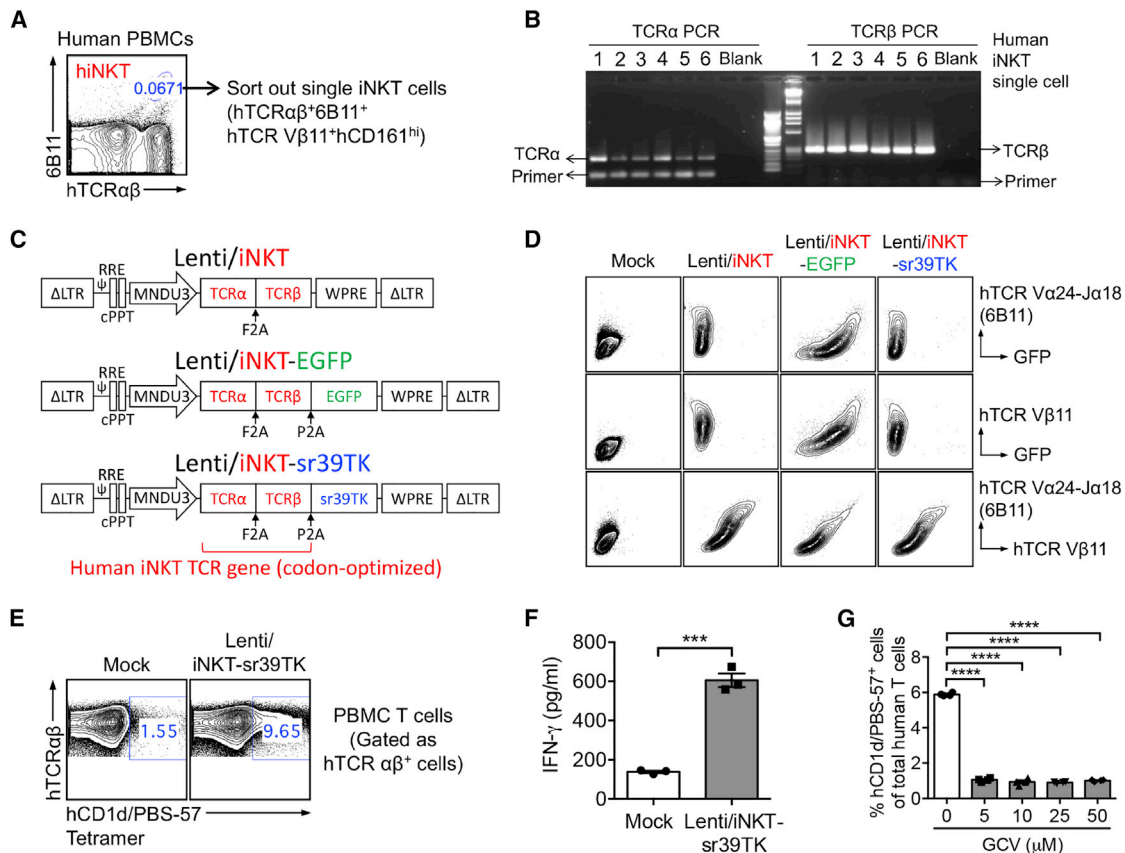 A
Human PBMCs
hiNKT
0.0671
6B11
hTCRαβ
Sort out single iNKT cells
(hTCRαβ+6B11+
hTCR Vβ11+hCD161hi)
B
TCRα PCR
TCRβ PCR
1 2 3 4 5 6 Blank
1 2 3 4 5 6 Blank
Human
iNKT
single cell
TCRα
Primer
TCRβ
Primer
C
Lenti/iNKT
ΔLTR
RRE
ψ
cPPT
MNDU3
TCRα
TCRβ
WPRE
ΔLTR
F2A
Lenti/iNKT-EGFP
ΔLTR
RRE
ψ
cPPT
MNDU3
TCRα
TCRβ
EGFP
WPRE
ΔLTR
F2A
P2A
Lenti/iNKT-sr39TK
ΔLTR
RRE
ψ
cPPT
MNDU3
TCRα
TCRβ
sr39TK
WPRE
ΔLTR
F2A
P2A
Human iNKT TCR gene (codon-optimized)
D
Mock
Lenti/iNKT
Lenti/iNKT
-EGFP
Lenti/iNKT
-sr39TK
hTCR Vα24-Jα18
(6B11)
GFP
hTCR Vβ11
GFP
hTCR Vα24-Jα18
(6B11)
hTCR Vβ11
E
Mock
Lenti/
iNKT-sr39TK
1.55
9.65
hTCRαβ
hCD1d/PBS-57
Tetramer
PBMC T cells
(Gated as
hTCR αβ+ cells)
F
IFN-γ (pg/ml)
800
600
400
200
0
***
Mock
Lenti/iNKT-
sr39TK
G
% hCD1d/PBS-57+ cells
of total human T cells
8
6
4
2
0
****
****
****
****
0 5 10 25 50
GCV (μM)